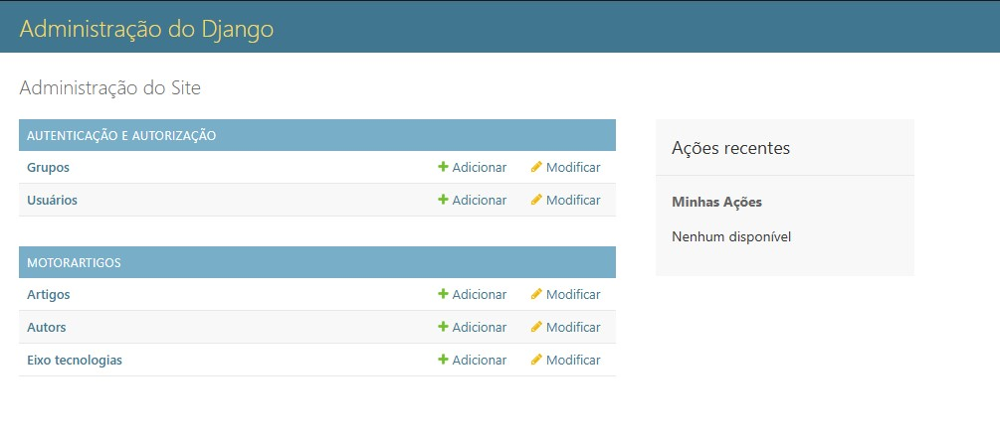 Administração do Django
Administração do Site
AUTENTICAÇÃO E AUTORIZAÇÃO
Grupos Adicionar Modificar
Usuários Adicionar Modificar
MOTORARTIGOS
Artigos Adicionar Modificar
Autors Adicionar Modificar
Eixo tecnologias Adicionar Modificar
Ações recentes
Minhas Ações
Nenhum disponível